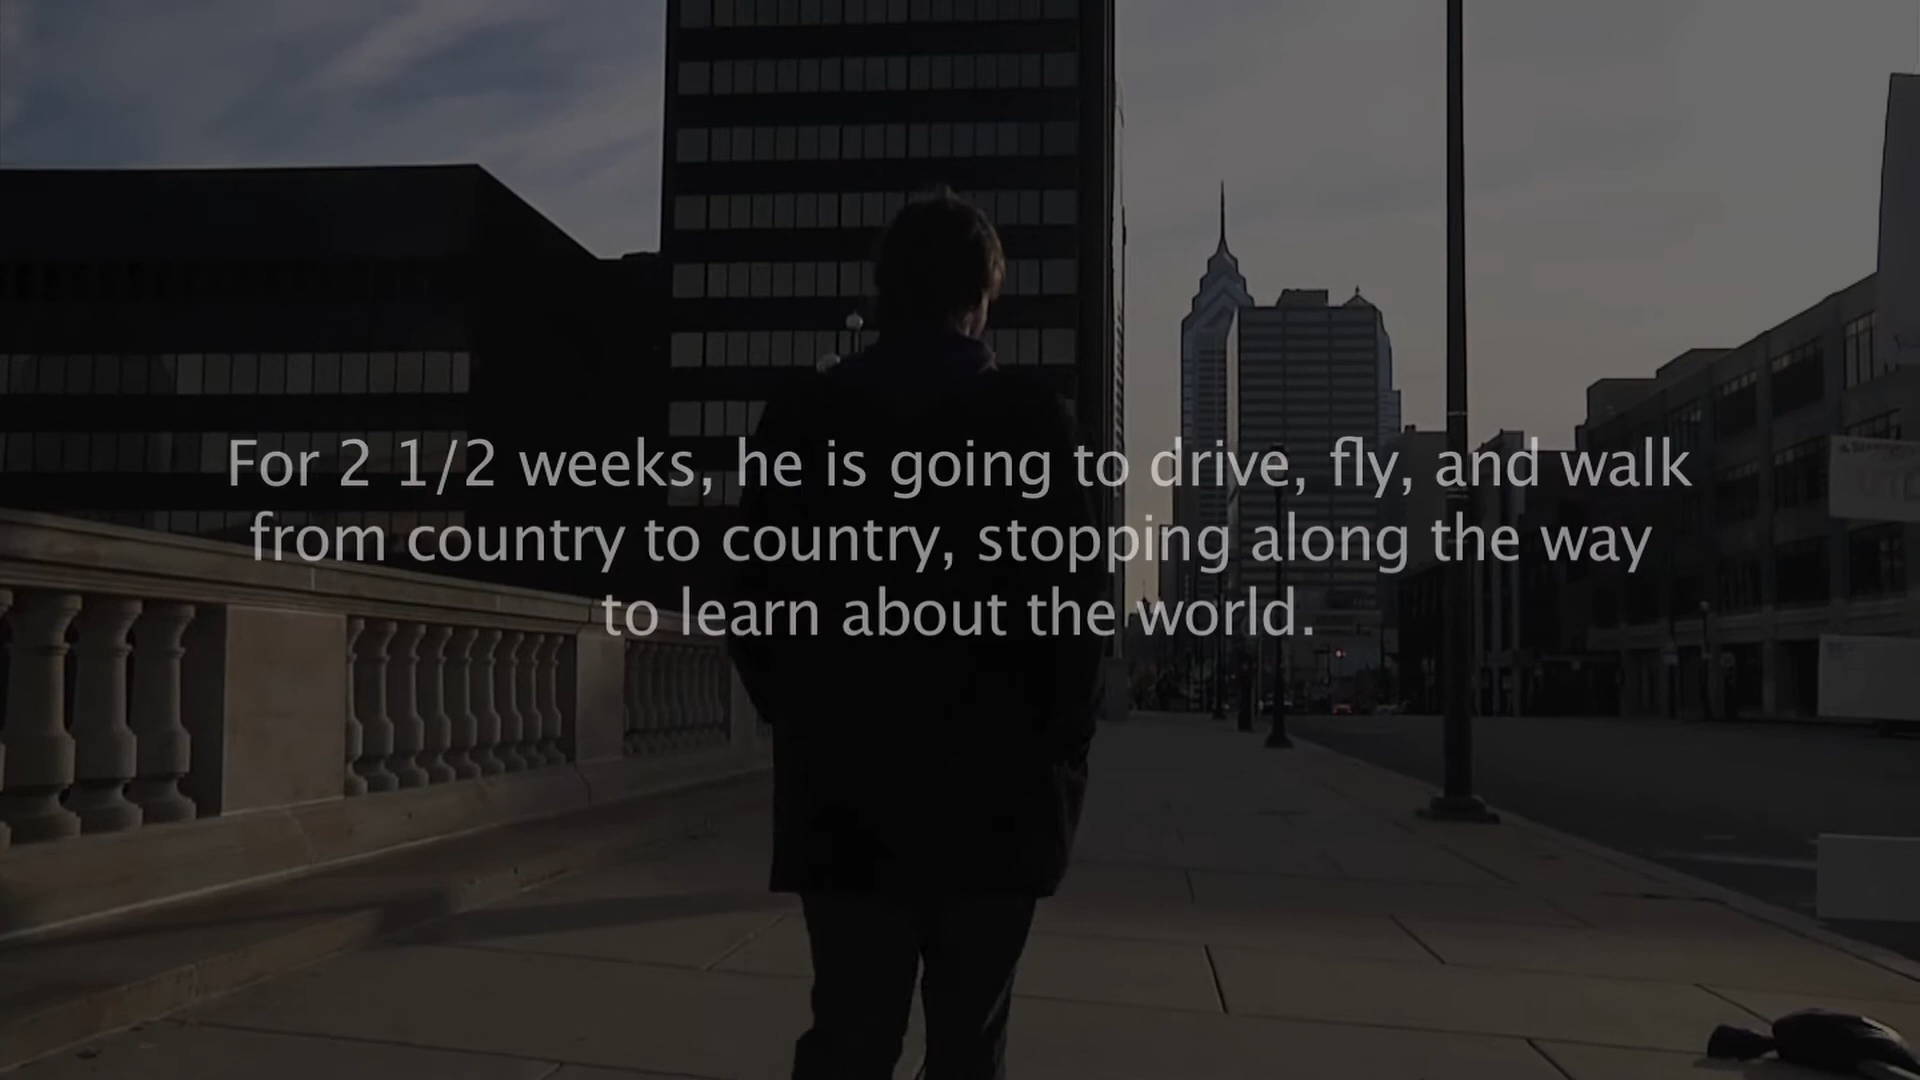 For 2 1/2 weeks, he is going to drive, fly, and walk
from country to country, stopping along the way
to learn about the world.